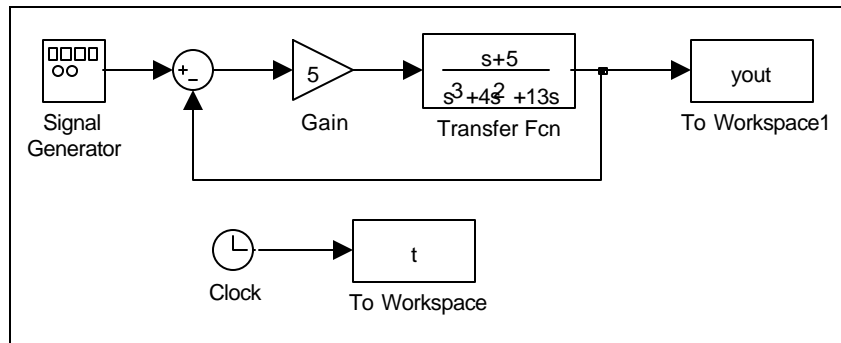 +
-
5
s+5
s3+4s2 +13s
yout
Signal
Generator
Gain
Transfer Fcn
To Workspace1
t
Clock
To Workspace